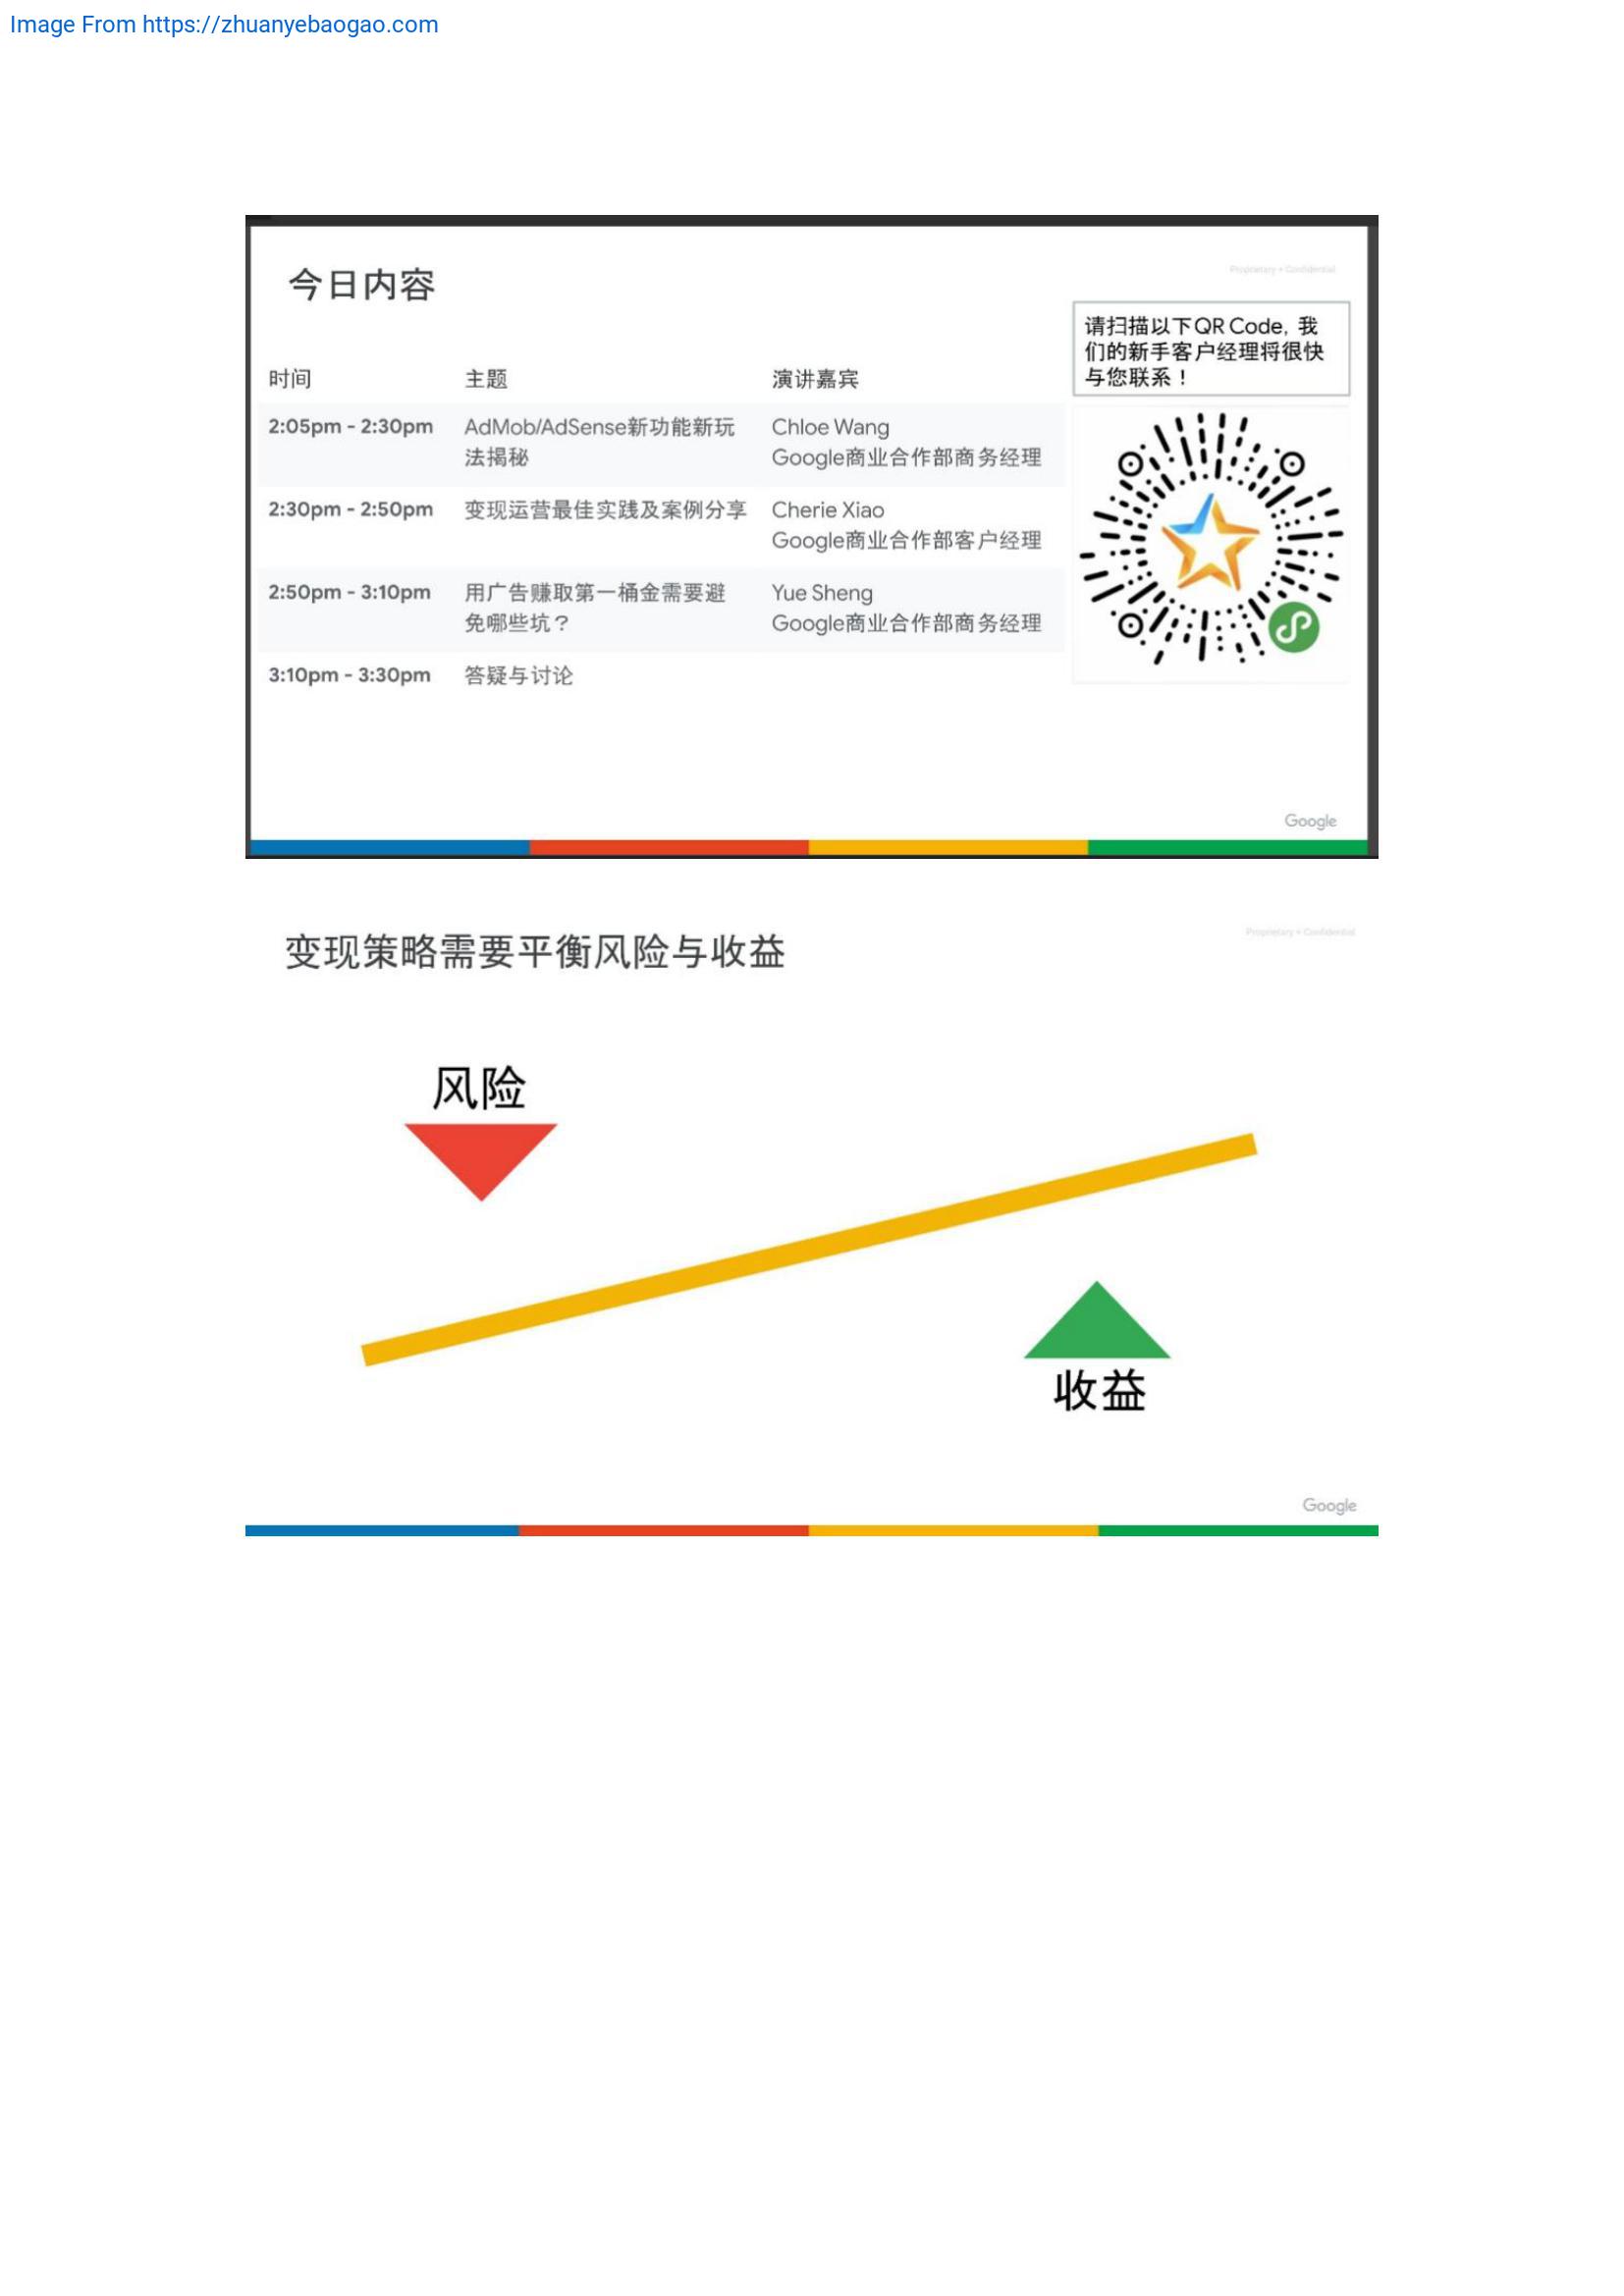 Image From https://zhuanyebaogao.com
今日内容
Proprietary + Confidential
请扫描以下QR Code, 我
们的新手客户经理将很快
与您联系！
时间 主题 演讲嘉宾
2:05pm - 2:30pm AdMob/AdSense新功能新玩 Chloe Wang
法揭秘 Google商业合作部商务经理
2:30pm - 2:50pm 变现运营最佳实践及案例分享 Cherie Xiao
Google商业合作部客户经理
2:50pm - 3:10pm 用广告赚取第一桶金需要避 Yue Sheng
免哪些坑？ Google商业合作部商务经理
3:10pm - 3:30pm 答疑与讨论
Google
变现策略需要平衡风险与收益
Proprietary + Confidential
风险
收益
Google